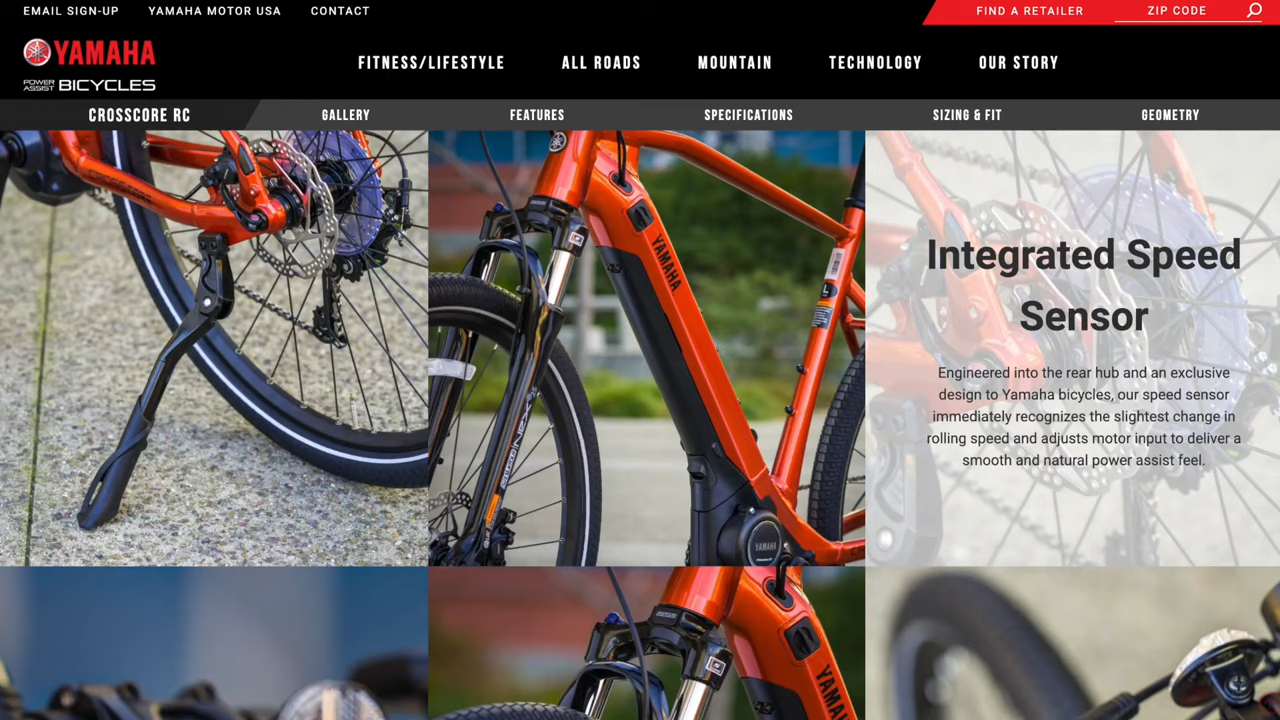 EMAIL SIGN-UP YAMAHA MOTOR USA CONTACT
FIND A RETAILER ZIP CODE
YAMAHA
POWER ASSIST BICYCLES
FITNESS/LIFESTYLE ALL ROADS MOUNTAIN TECHNOLOGY OUR STORY
CROSSCORE RC GALLERY FEATURES SPECIFICATIONS SIZING & FIT GEOMETRY
YAMAHA
L
YAMAHA
Integrated Speed
Sensor
Engineered into the rear hub and an exclusive
design to Yamaha bicycles, our speed sensor
immediately recognizes the slightest change in
rolling speed and adjusts motor input to deliver a
smooth and natural power assist feel.
YAMAHA